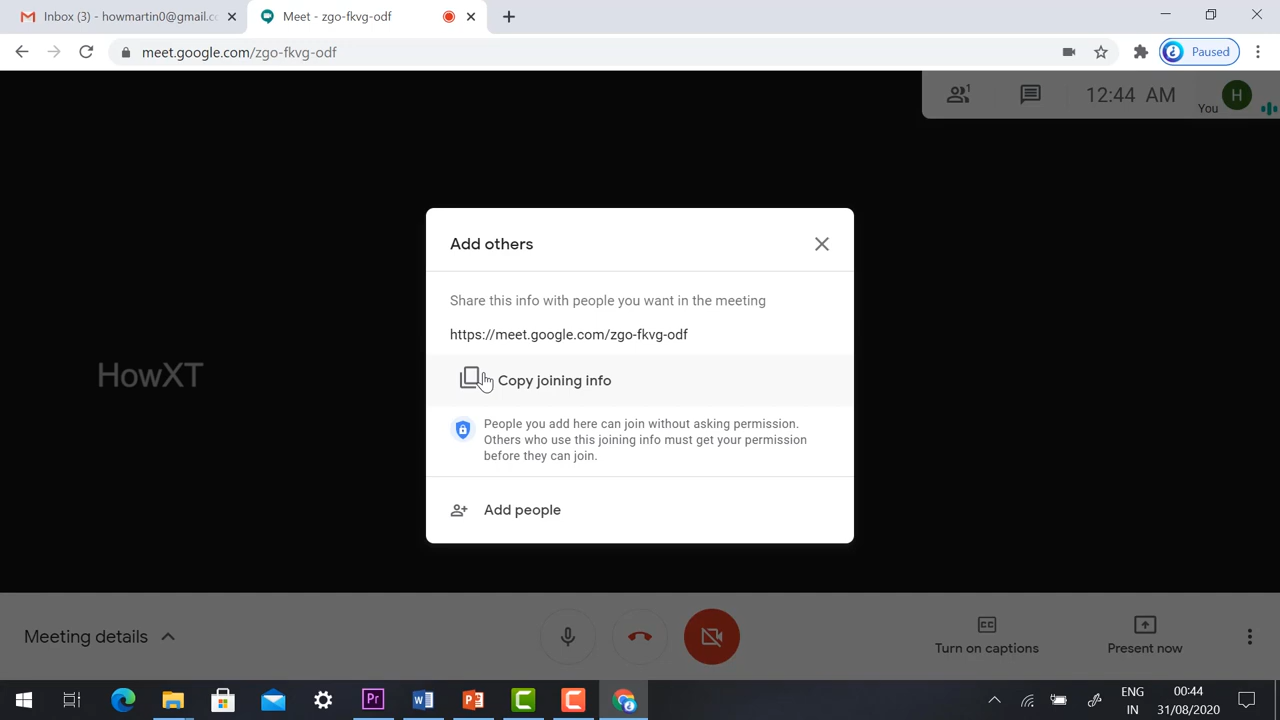 Inbox (3) - howmartin0@gmail.c
Meet - zgo-fkvg-odf
meet.google.com/zgo-fkvg-odf
Paused
1
12:44 AM
You
H
Add others
Share this info with people you want in the meeting
https://meet.google.com/zgo-fkvg-odf
HowXT
Copy joining info
People you add here can join without asking permission.
Others who use this joining info must get your permission
before they can join.
Add people
Meeting details
CC
Turn on captions
Present now
Pr
W
P
C
C
ENG
IN
00:44
31/08/2020